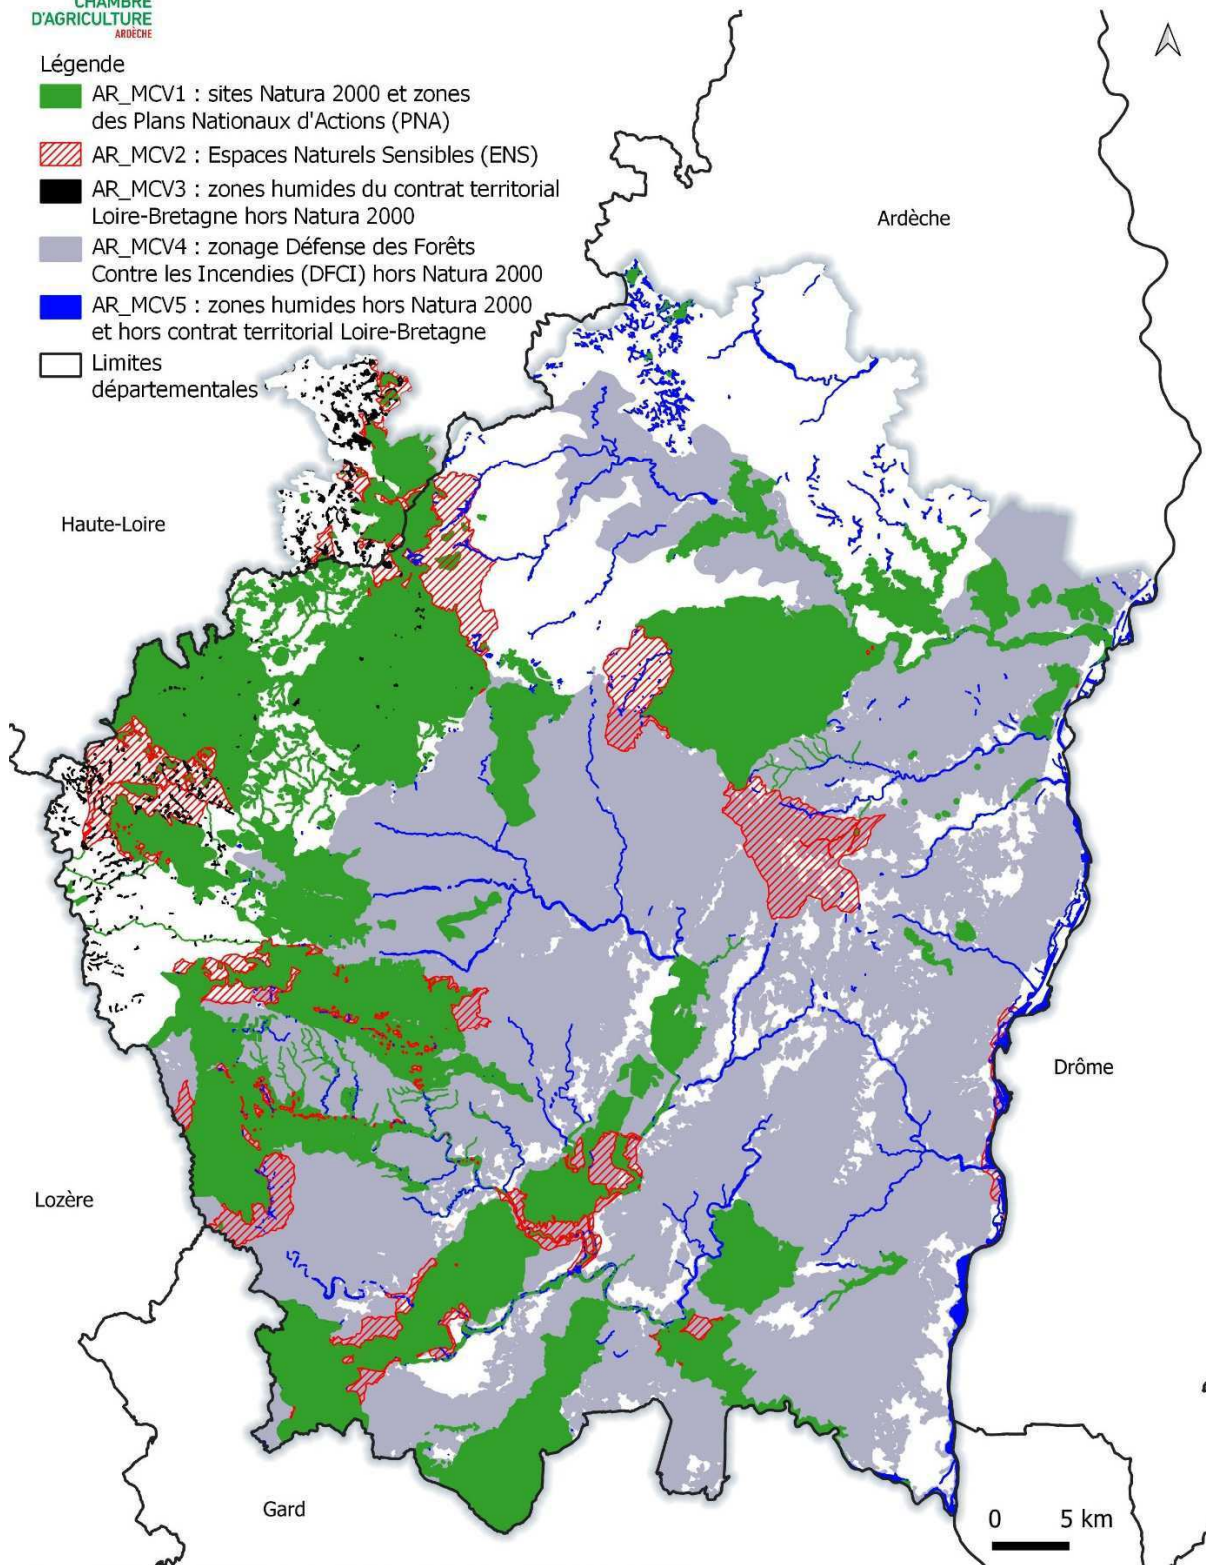 CHAMBRE
D'AGRICULTURE
ARDÈCHE
Légende
AR_MCV1 : sites Natura 2000 et zones
des Plans Nationaux d'Actions (PNA)
AR_MCV2 : Espaces Naturels Sensibles (ENS)
AR_MCV3 : zones humides du contrat territorial
Loire-Bretagne hors Natura 2000
AR_MCV4 : zonage Défense des Forêts
Contre les Incendies (DFCI) hors Natura 2000
AR_MCV5 : zones humides hors Natura 2000
et hors contrat territorial Loire-Bretagne
Limites
départementales
Ardèche
Haute-Loire
Drôme
Lozère
Gard
0 5 km